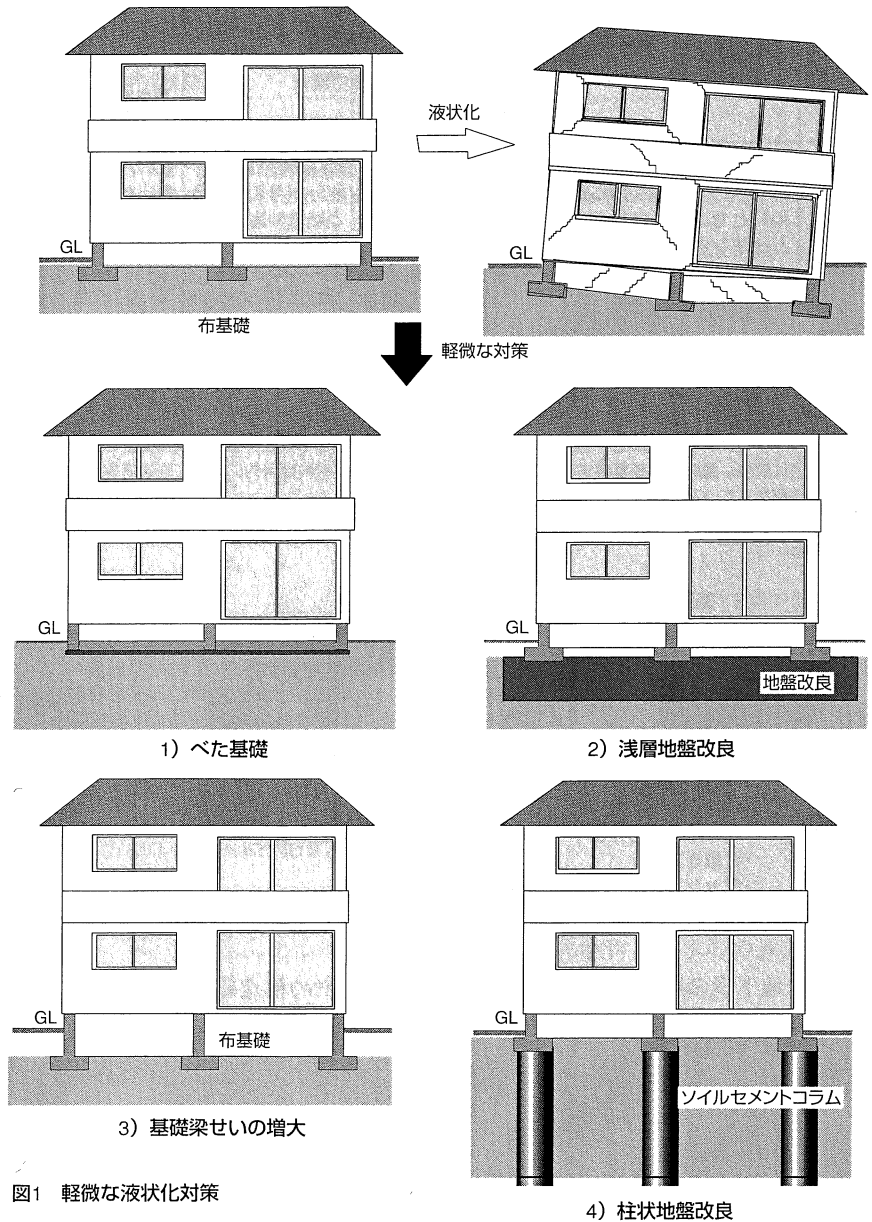 液状化
GL
布基礎
GL
軽微な対策
GL
1）べた基礎
GL
地盤改良
2）浅層地盤改良
GL
布基礎
3）基礎梁せいの増大
GL
ソイルセメントコラム
4）柱状地盤改良
図1　軽微な液状化対策